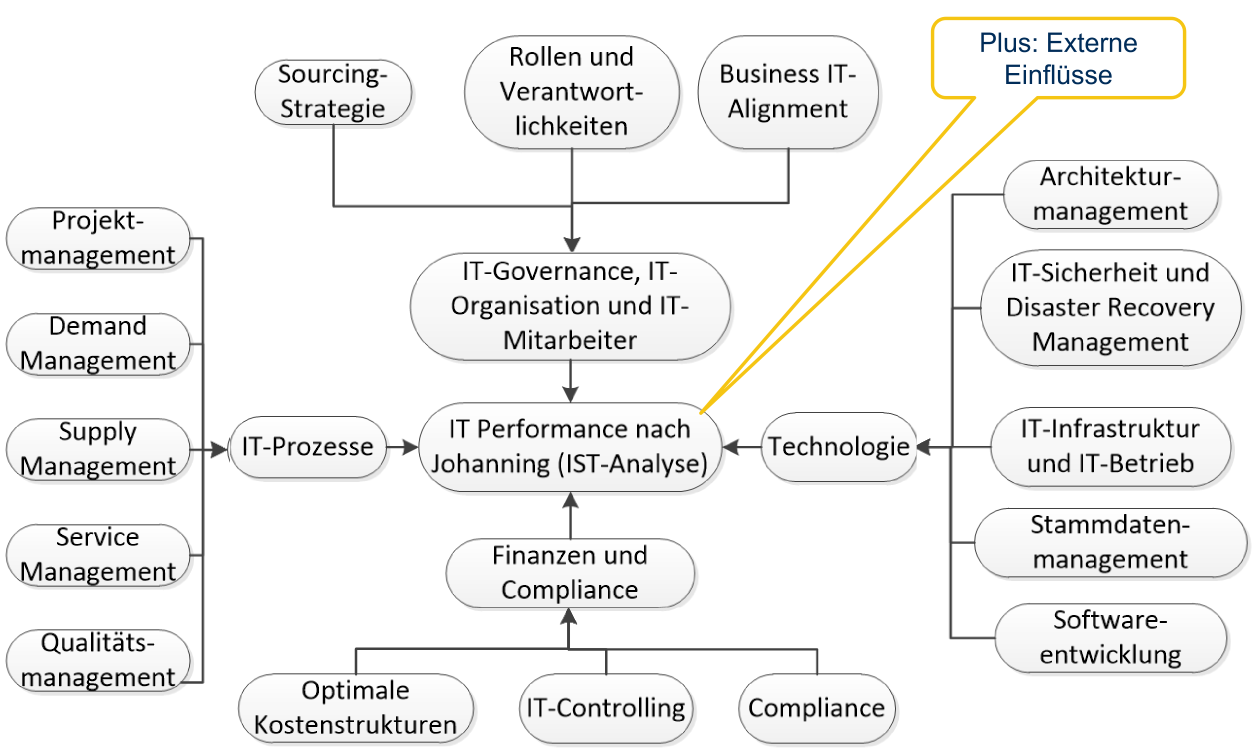 Plus: Externe
Einflüsse
Sourcing-
Strategie
Rollen und
Verantwort-
lichkeiten
Business IT-
Alignment
Projekt-
management
Demand
Management
Supply
Management
Service
Management
Qualitäts-
management
IT-Governance, IT-
Organisation und IT-
Mitarbeiter
IT-Prozesse
IT Performance nach
Johanning (IST-Analyse)
Technologie
Architektur-
management
IT-Sicherheit und
Disaster Recovery
Management
IT-Infrastruktur
und IT-Betrieb
Stammdaten-
management
Software-
entwicklung
Finanzen und
Compliance
Optimale
Kostenstrukturen
IT-Controlling
Compliance